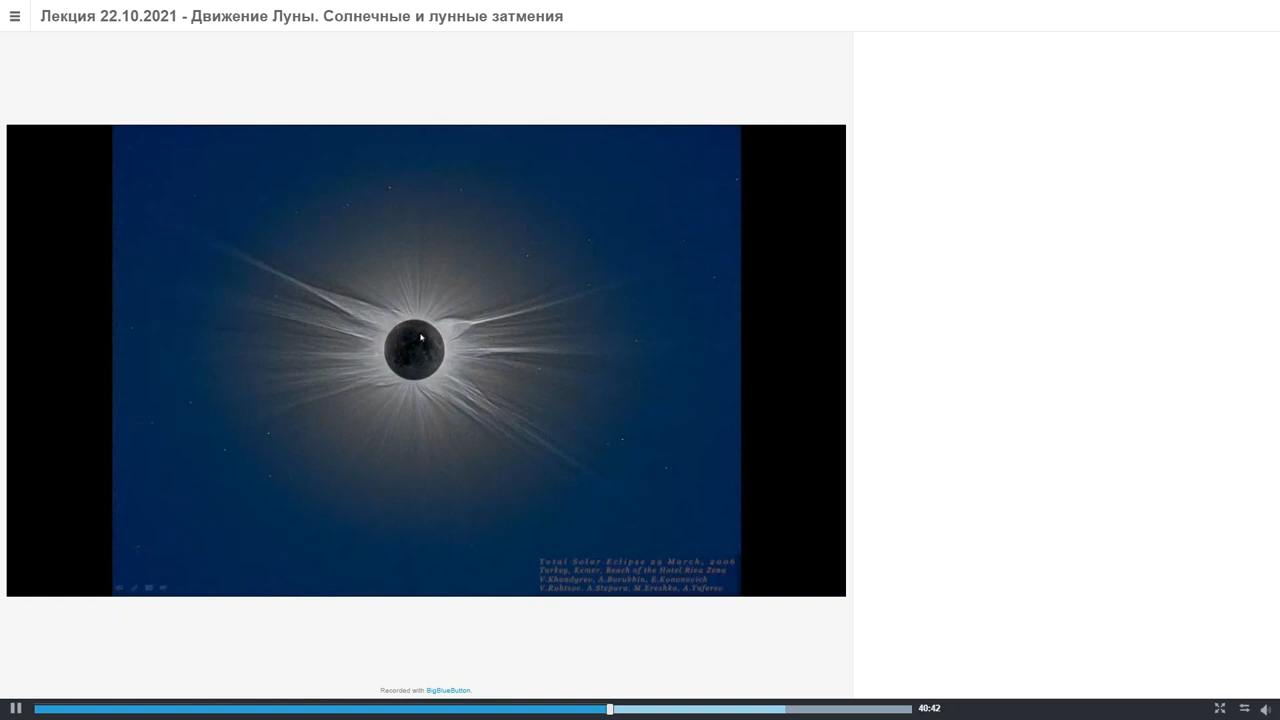 Лекция 22.10.2021 - Движение Луны. Солнечные и лунные затмения
Total Solar Eclipse 29 March, 2006
Turkey, Kemer, Beach of the Hotel Riva Zena
V.Khondyrev, A.Borukhin, E.Kononovich
V.Rubtsov, A.Stepura, M.Ereshko, A.Yuferev
Recorded with BigBlueButton.
40:42